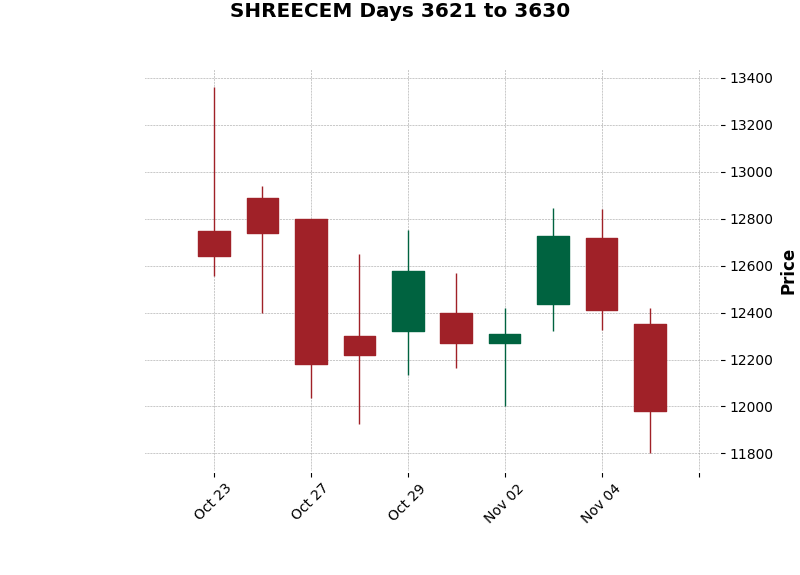 SHREECEM Days 3621 to 3630
13400
13200
13000
12800
12600
12400
12200
12000
11800
Price
Oct 23
Oct 27
Oct 29
Nov 02
Nov 04